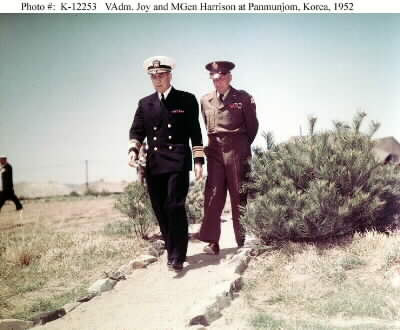 Photo #: K-12253 VAdm. Joy and MGen Harrison at Panmunjom, Korea, 1952